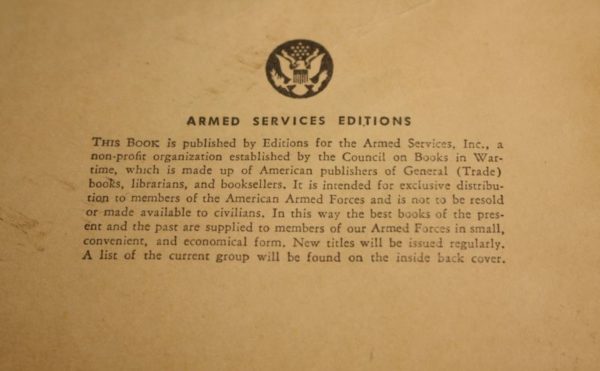 ARMED SERVICES EDITIONS
THIS BOOK is published by Editions for the Armed Services, Inc., a
non-profit organization established by the Council on Books in War-
time, which is made up of American publishers of General (Trade)
books, librarians, and booksellers. It is intended for exclusive distribu-
tion to members of the American Armed Forces and is not to be resold
or made available to civilians. In this way the best books of the pres-
ent and the past are supplied to members of our Armed Forces in small,
convenient, and economical form. New titles will be issued regularly.
A list of the current group will be found on the inside back cover.